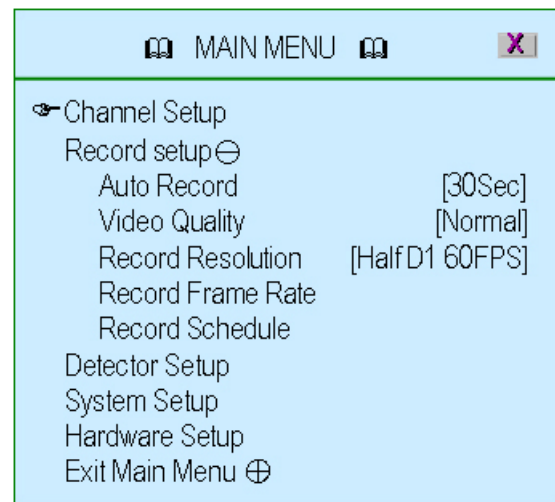 MAIN MENU X
Channel Setup
Record setup
Auto Record [30Sec]
Video Quality [Normal]
Record Resolution [Half D1 60FPS]
Record Frame Rate
Record Schedule
Detector Setup
System Setup
Hardware Setup
Exit Main Menu